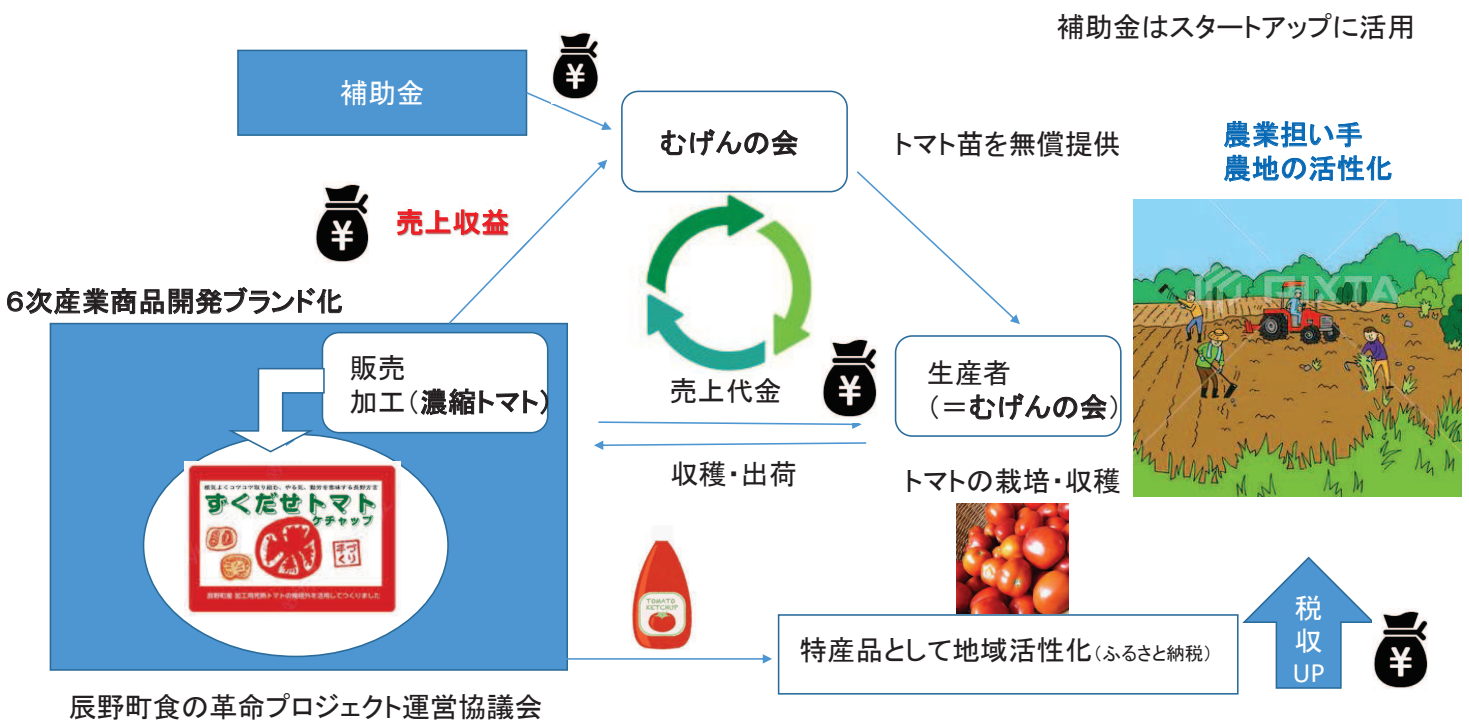 補助金はスタートアップに活用
補助金
むげんの会
トマト苗を無償提供
農業担い手
農地の活性化
売上収益
6次産業商品開発ブランド化
販売
加工(濃縮トマト)
売上代金
生産者
(=むげんの会)
収穫・出荷
トマトの栽培・収穫
ずくだせトマト
ケチャップ
手づくり
TOMATO
KETCHUP
特産品として地域活性化(ふるさと納税)
税
収
UP
辰野町食の革命プロジェクト運営協議会
PIXTA